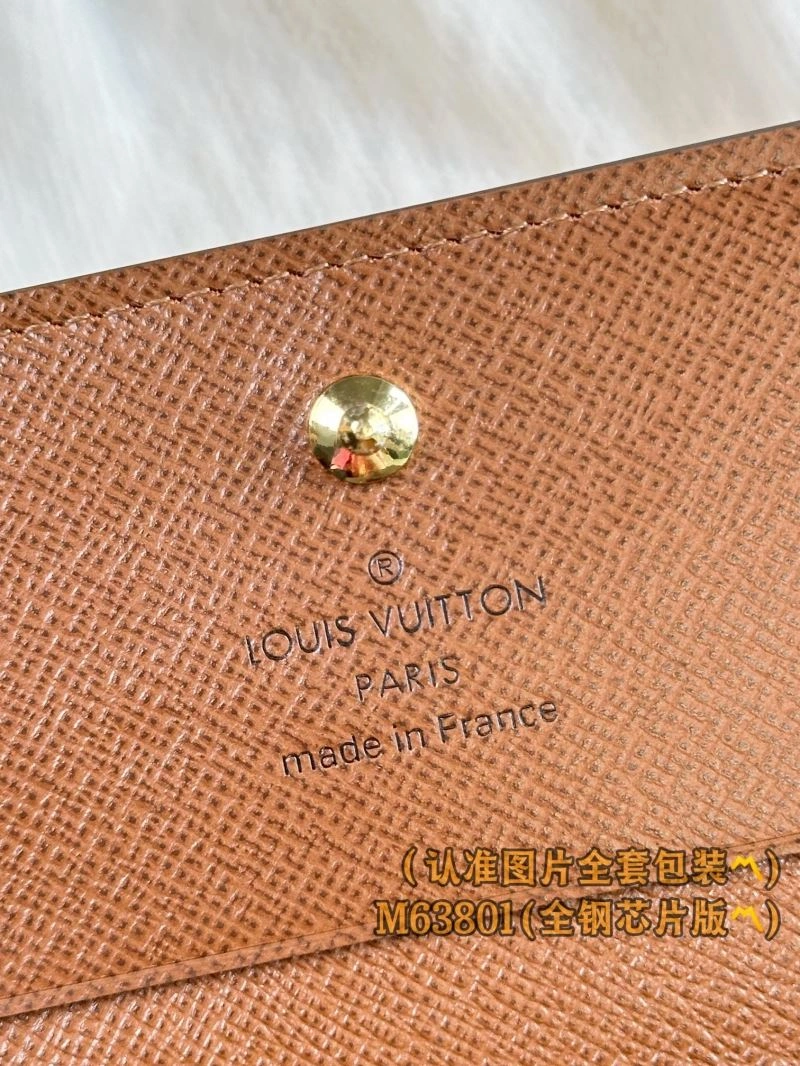 ®
LOUIS VUITTON
PARIS
made in France
(认准图片全套包装〽)
M63801(全钢芯片版〽)